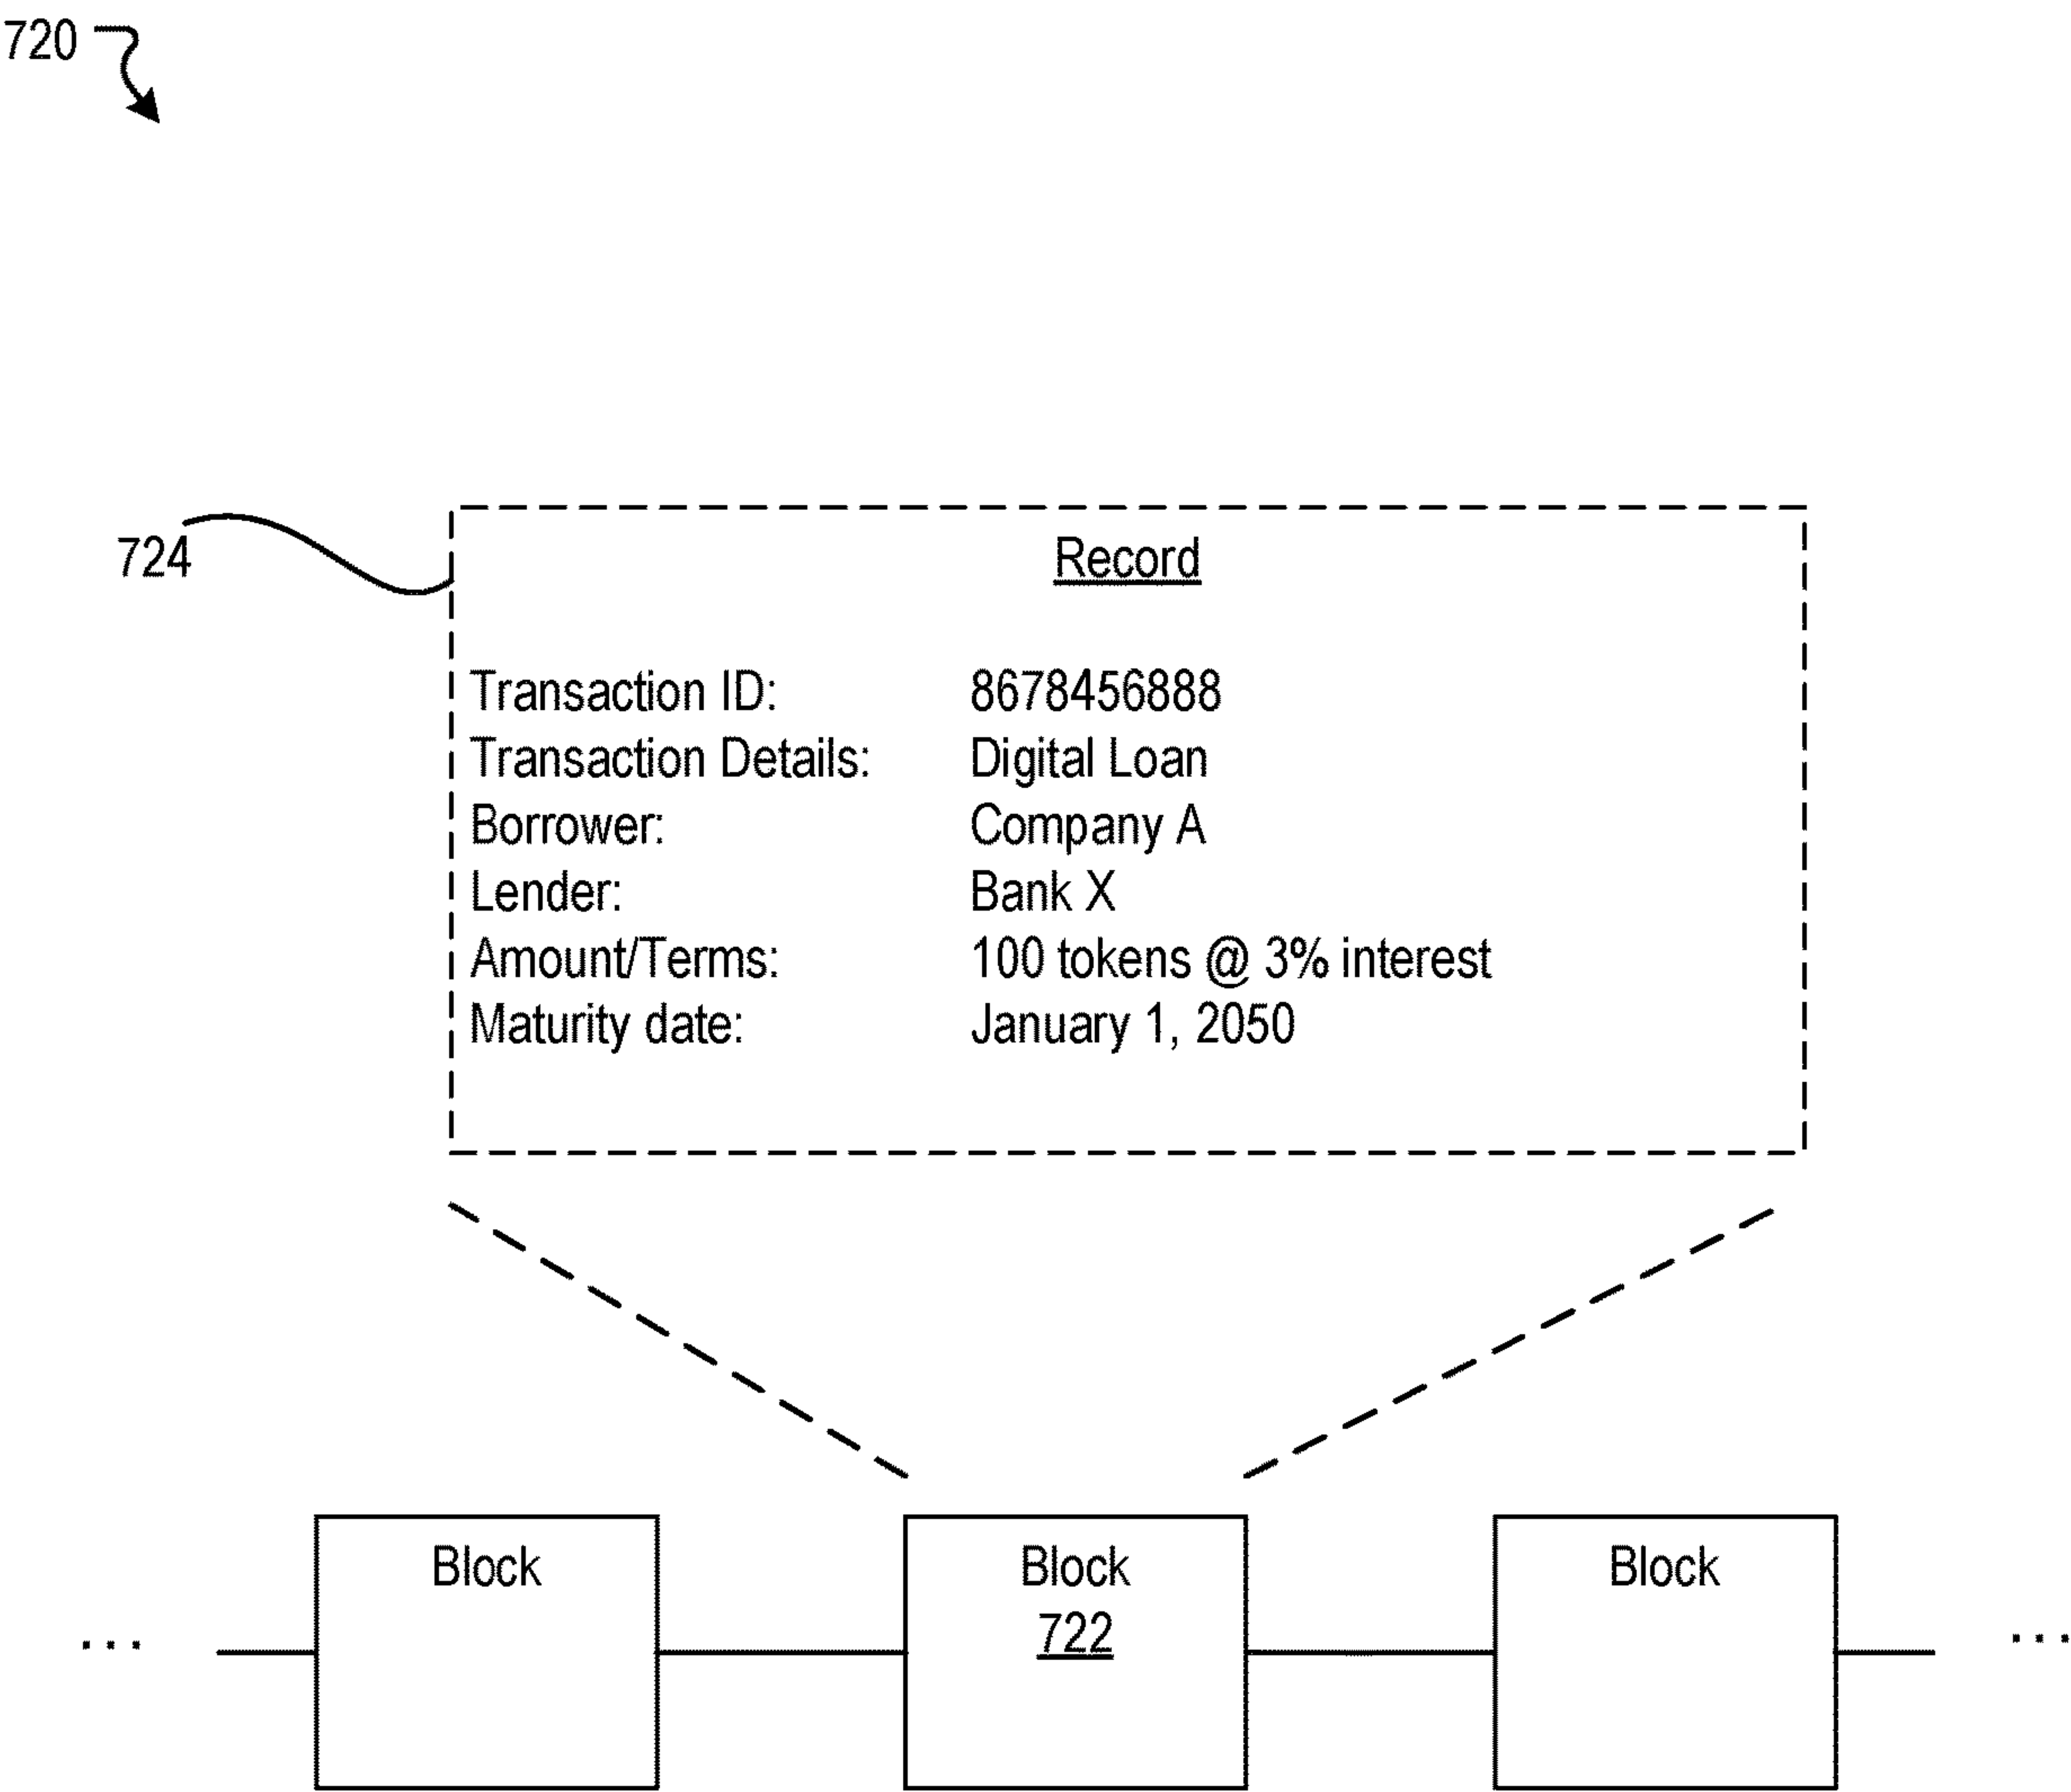 720
724
Record
Transaction ID: 8678456888
Transaction Details: Digital Loan
Borrower: Company A
Lender: Bank X
Amount/Terms: 100 tokens @ 3% interest
Maturity date: January 1, 2050
Block Block Block
... 722 ...